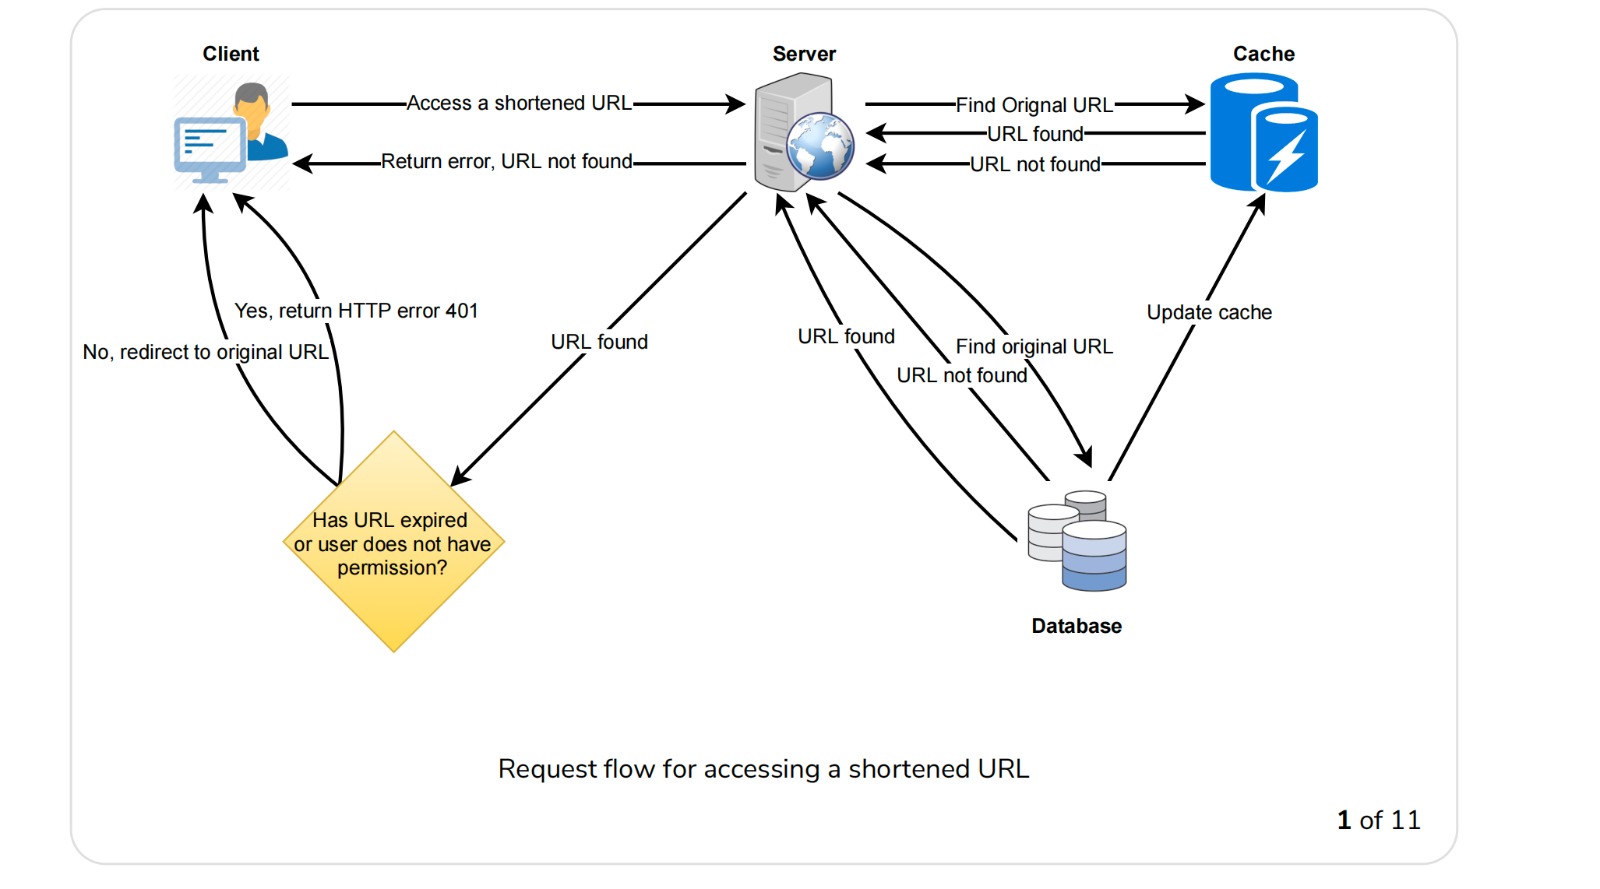 Client
Server
Cache
Access a shortened URL
Find Orignal URL
URL found
Return error, URL not found
URL not found
Yes, return HTTP error 401
No, redirect to original URL
URL found
URL found
Find original URL
URL not found
Update cache
Has URL expired
or user does not have
permission?
Database
Request flow for accessing a shortened URL
1 of 11